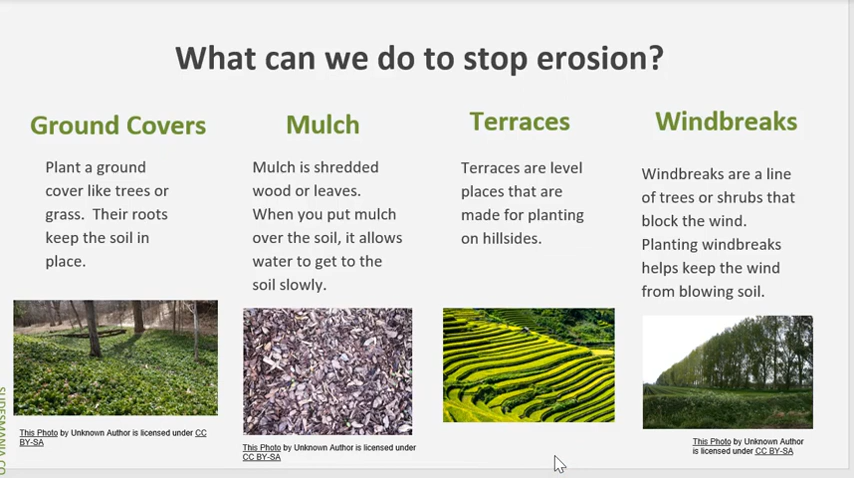 What can we do to stop erosion?
Ground Covers
Plant a ground
cover like trees or
grass. Their roots
keep the soil in
place.
This Photo by Unknown Author is licensed under CC
BY-SA
Mulch
Mulch is shredded
wood or leaves.
When you put mulch
over the soil, it allows
water to get to the
soil slowly.
This Photo by Unknown Author is licensed under
CC BY-SA
Terraces
Terraces are level
places that are
made for planting
on hillsides.
Windbreaks
Windbreaks are a line
of trees or shrubs that
block the wind.
Planting windbreaks
helps keep the wind
from blowing soil.
This Photo by Unknown Author
is licensed under CC BY-SA